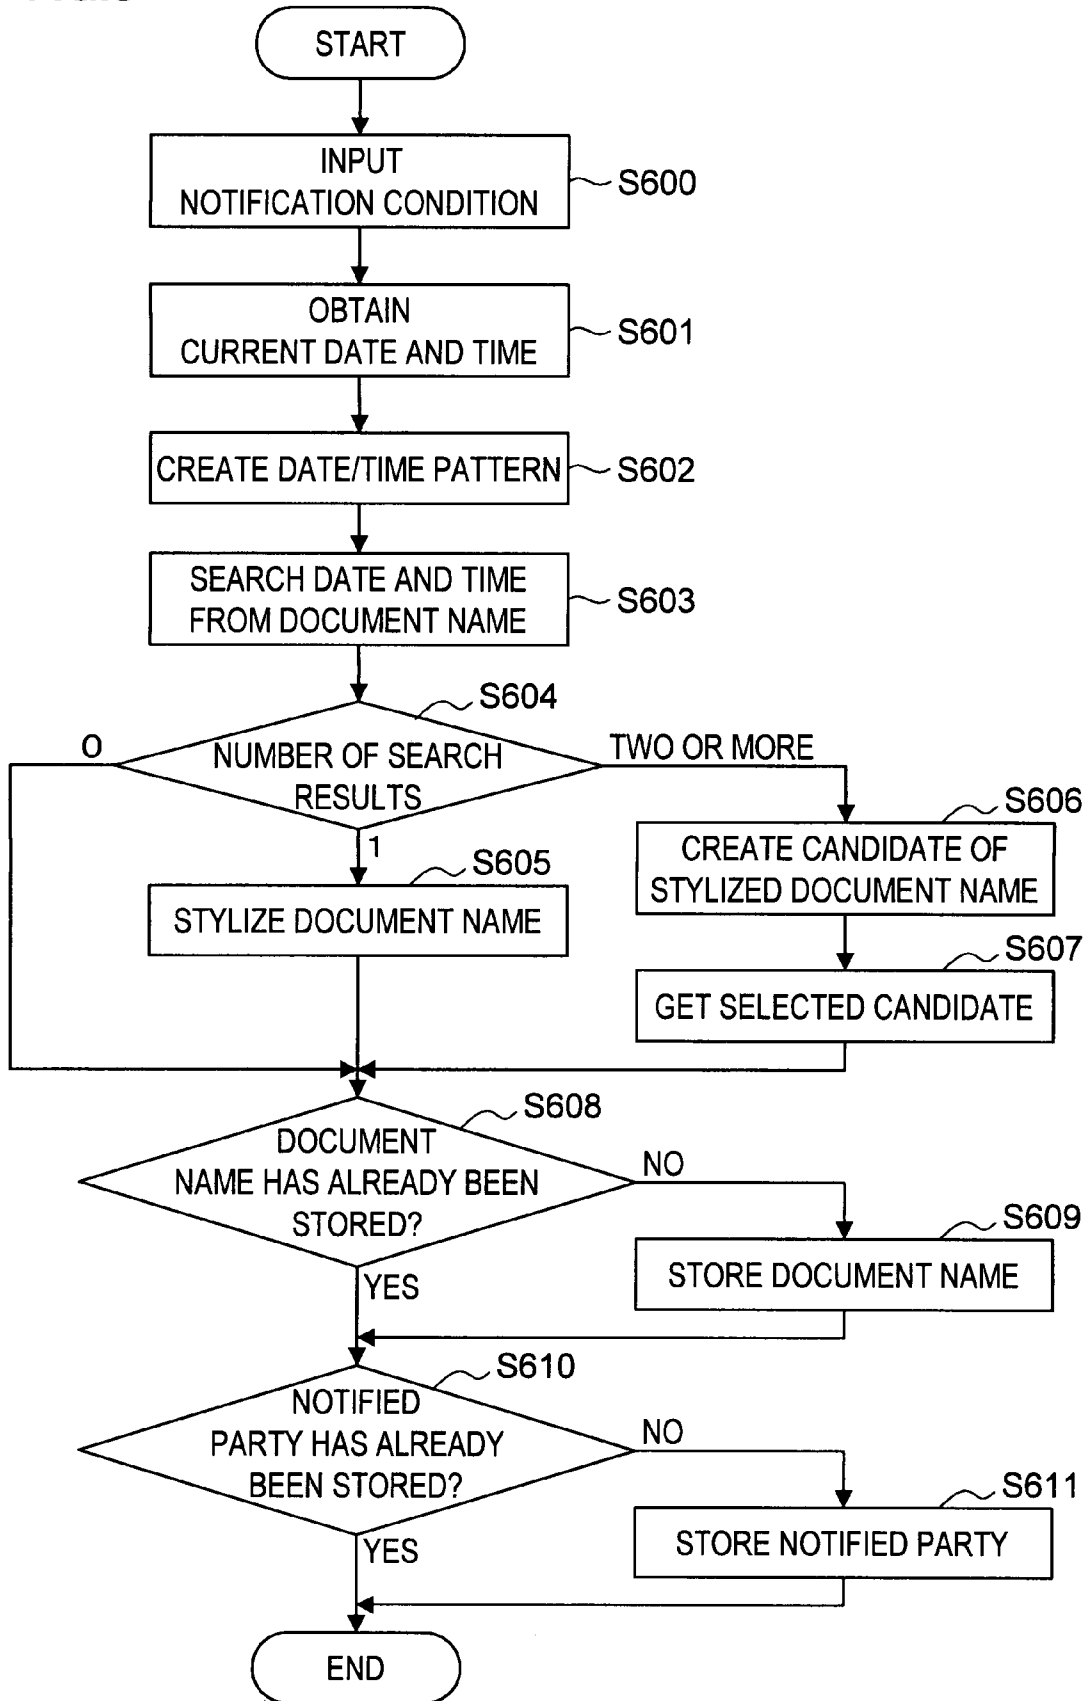 START
INPUT
NOTIFICATION CONDITION
S600
OBTAIN
CURRENT DATE AND TIME
S601
CREATE DATE/TIME PATTERN
S602
SEARCH DATE AND TIME
FROM DOCUMENT NAME
S603
S604
0
NUMBER OF SEARCH
RESULTS
TWO OR MORE
1
S605
STYLIZE DOCUMENT NAME
S606
CREATE CANDIDATE OF
STYLIZED DOCUMENT NAME
S607
GET SELECTED CANDIDATE
S608
DOCUMENT
NAME HAS ALREADY BEEN
STORED?
NO
YES
S609
STORE DOCUMENT NAME
S610
NOTIFIED
PARTY HAS ALREADY
BEEN STORED?
NO
YES
S611
STORE NOTIFIED PARTY
END